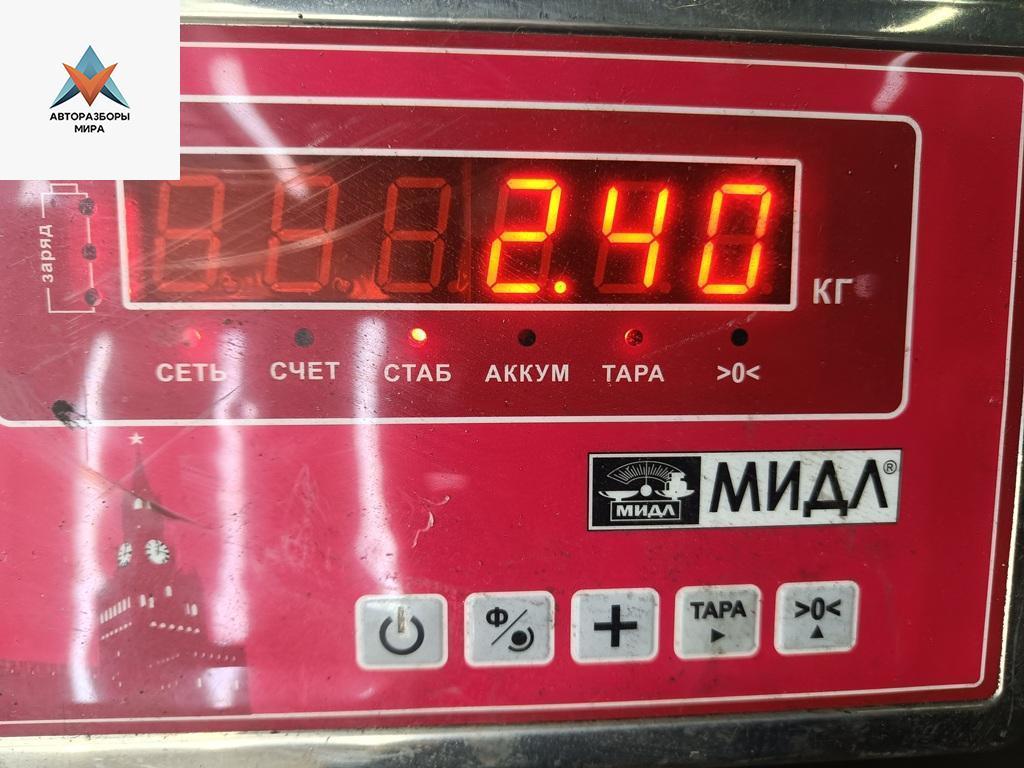 АВТОРАЗБОРЫ
МИРА
заряд
2.40
КГ
СЕТЬ СЧЕТ СТАБ АККУМ ТАРА >0<
МИДЛ МИДЛ®
Ф/ + ТАРА >0<